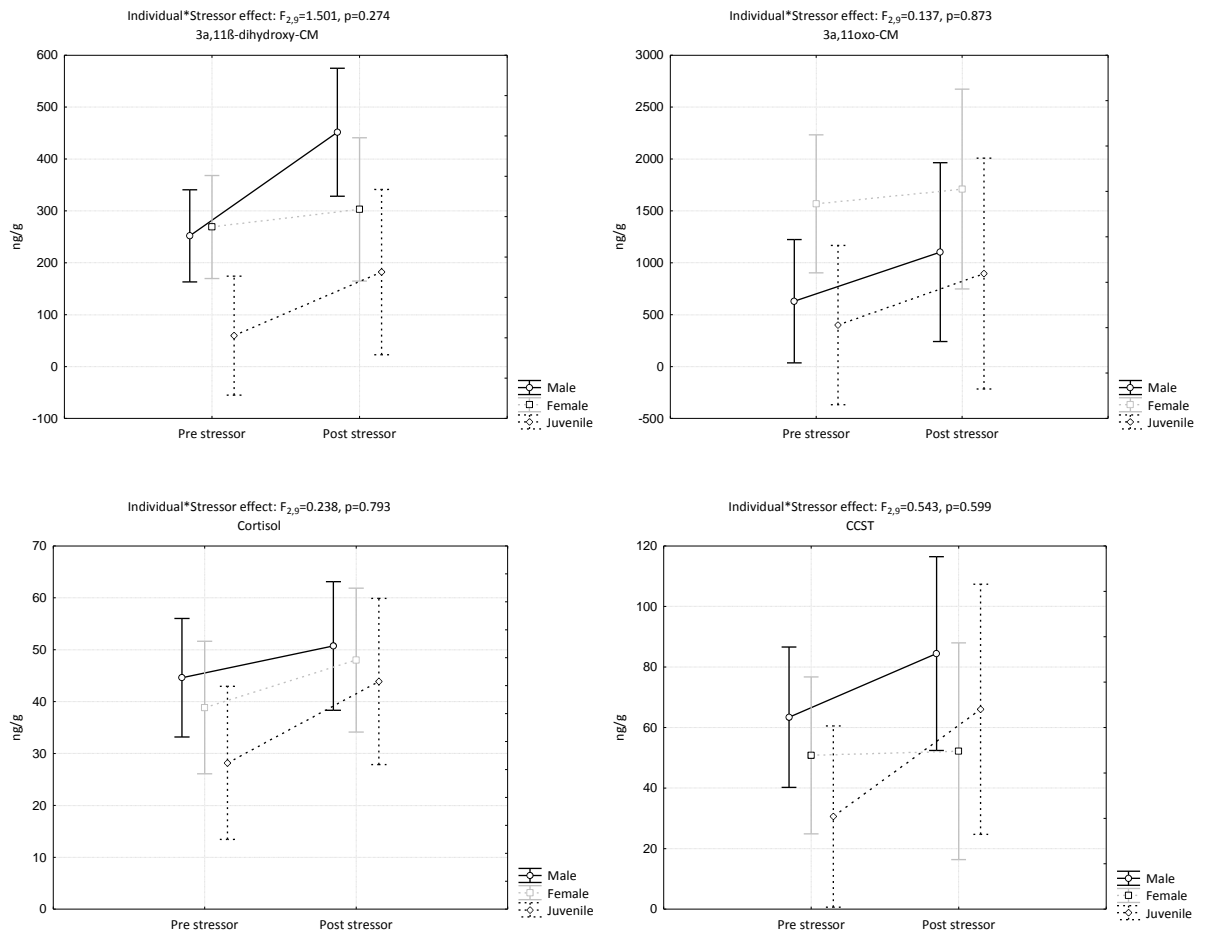 Individual*Stressor effect: F2,9=1.501, p=0.274
3a,11ß-dihydroxy-CM
600
500
400
300
200
100
0
-100
ng/g
Pre stressor
Post stressor
Male
Female
Juvenile
Individual*Stressor effect: F2,9=0.137, p=0.873
3a,11oxo-CM
3000
2500
2000
1500
1000
500
0
-500
ng/g
Pre stressor
Post stressor
Male
Female
Juvenile
Individual*Stressor effect: F2,9=0.238, p=0.793
Cortisol
70
60
50
40
30
20
10
0
ng/g
Pre stressor
Post stressor
Male
Female
Juvenile
Individual*Stressor effect: F2,9=0.543, p=0.599
CCST
120
100
80
60
40
20
0
ng/g
Pre stressor
Post stressor
Male
Female
Juvenile